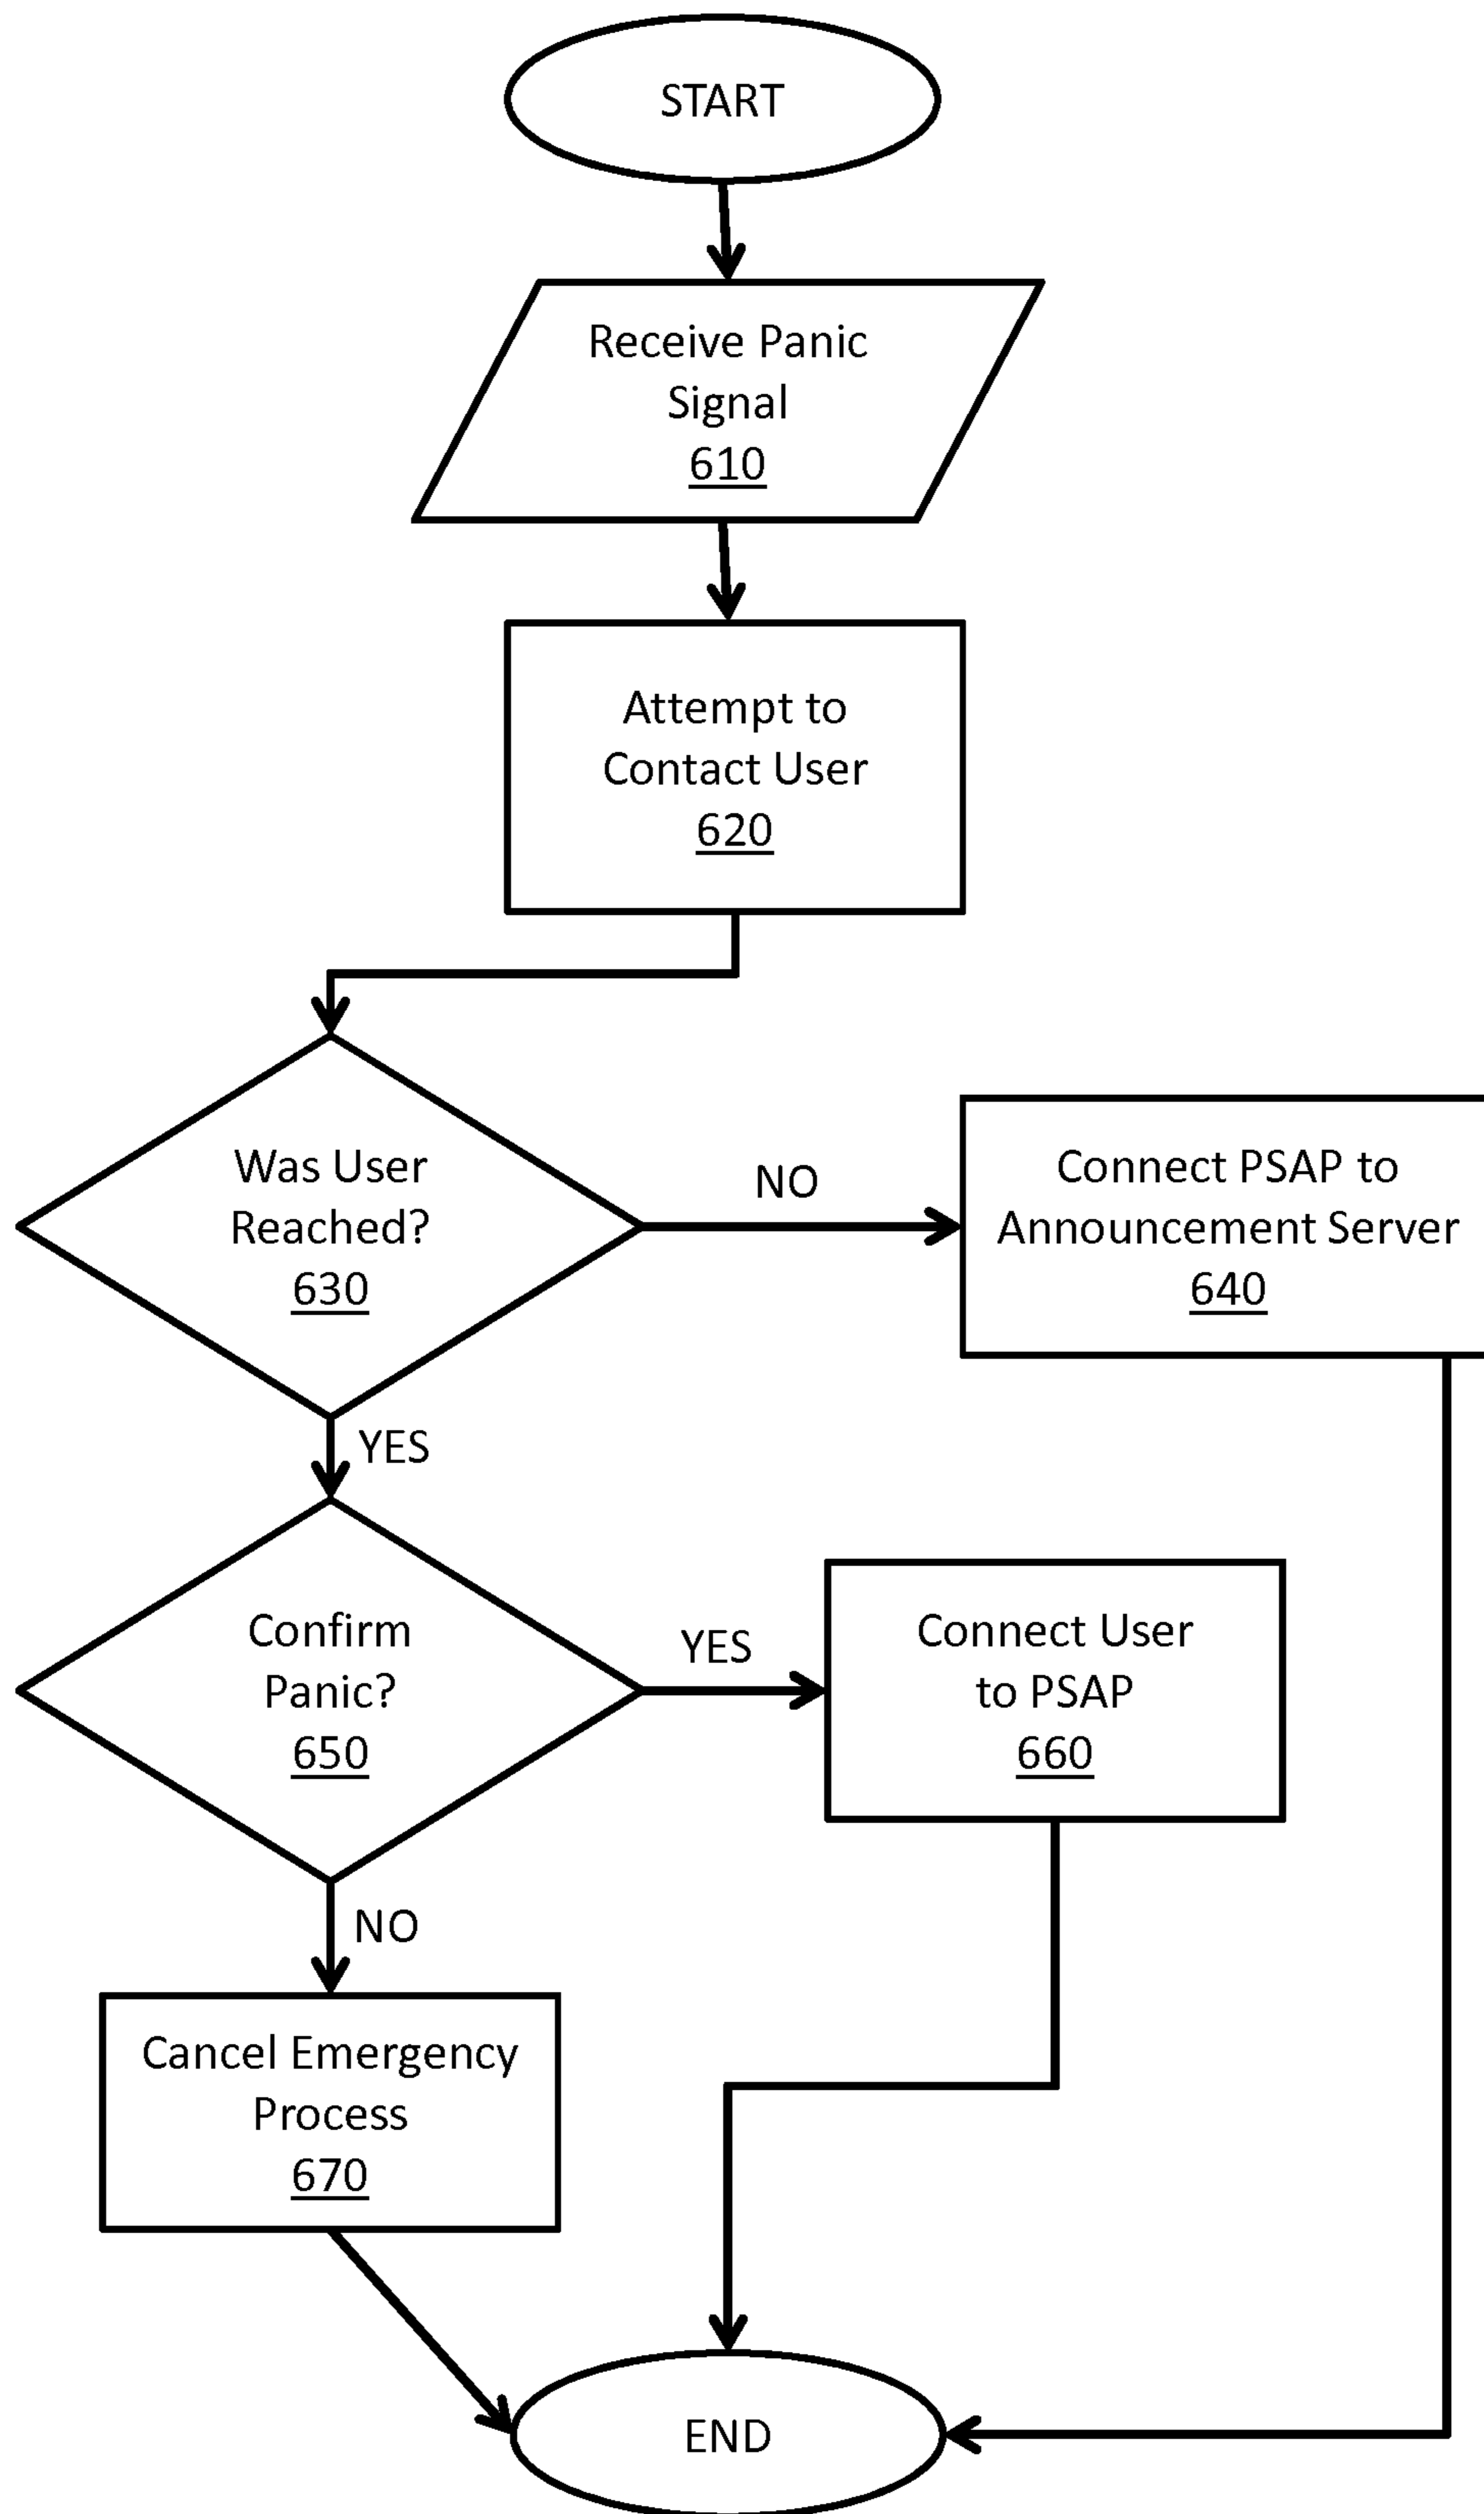 START
Receive Panic
Signal
610
Attempt to
Contact User
620
Was User
Reached?
630
NO
Connect PSAP to
Announcement Server
640
YES
Confirm
Panic?
650
YES
Connect User
to PSAP
660
NO
Cancel Emergency
Process
670
END